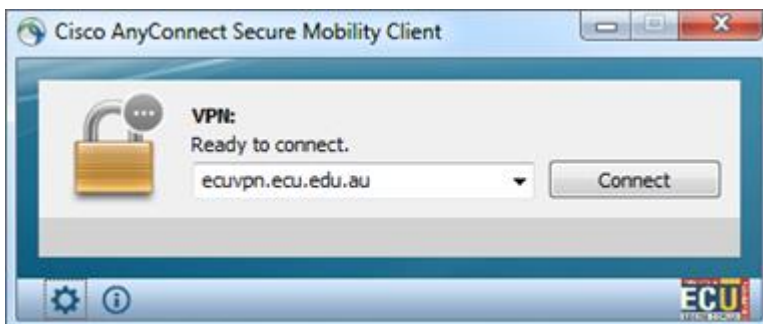 Cisco AnyConnect Secure Mobility Client
VPN:
Ready to connect.
ecuvpn.ecu.edu.au
Connect
ECU